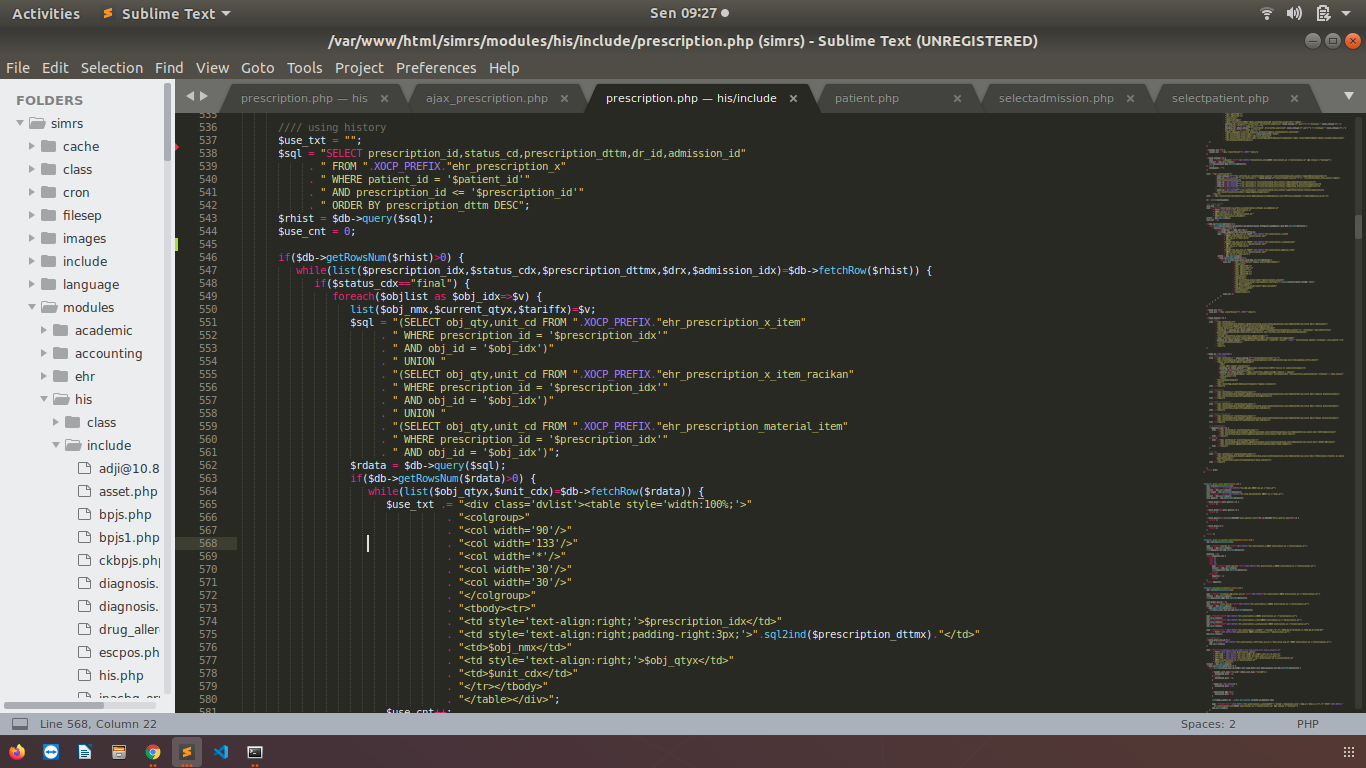 Activities
Sublime Text
Sen 09:27
/var/www/html/simrs/modules/his/include/prescription.php (simrs) - Sublime Text (UNREGISTERED)
File Edit Selection Find View Goto Tools Project Preferences Help
FOLDERS
simrs
cache
class
cron
filesep
images
include
language
modules
academic
accounting
ehr
his
class
include
adji@10.8
asset.php
bpjs.php
bpjs1.php
ckbpjs.php
diagnosis.
diagnosis.
drug_aller
escpos.ph
his.php
prescription.php — his
ajax_prescription.php
prescription.php — his/include
patient.php
selectadmission.php
selectpatient.php
535
536 //// using history
537 $use_txt = "";
538 $sql = "SELECT prescription_id,status_cd,prescription_dttm,dr_id,admission_id"
539 . " FROM ".XOCP_PREFIX."ehr_prescription_x"
540 . " WHERE patient_id = '$patient_id'"
541 . " AND prescription_id <= '$prescription_id'"
542 . " ORDER BY prescription_dttm DESC";
543 $rhist = $db->query($sql);
544 $use_cnt = 0;
545
546 if($db->getRowsNum($rhist)>0) {
547 while(list($prescription_idx,$status_cdx,$prescription_dttmx,$drx,$admission_idx)=$db->fetchRow($rhist)) {
548 if($status_cdx=="final") {
549 foreach($objlist as $obj_idx=>$v) {
550 list($obj_nmx,$current_qtyx,$tariffx)=$v;
551 $sql = "(SELECT obj_qty,unit_cd FROM ".XOCP_PREFIX."ehr_prescription_x_item"
552 . " WHERE prescription_id = '$prescription_idx'"
553 . " AND obj_id = '$obj_idx')"
554 . " UNION "
555 . "(SELECT obj_qty,unit_cd FROM ".XOCP_PREFIX."ehr_prescription_x_item_racikan"
556 . " WHERE prescription_id = '$prescription_idx'"
557 . " AND obj_id = '$obj_idx')"
558 . " UNION "
559 . "(SELECT obj_qty,unit_cd FROM ".XOCP_PREFIX."ehr_prescription_material_item"
560 . " WHERE prescription_id = '$prescription_idx'"
561 . " AND obj_id = '$obj_idx')";
562 $rdata = $db->query($sql);
563 if($db->getRowsNum($rdata)>0) {
564 while(list($obj_qtyx,$unit_cdx)=$db->fetchRow($rdata)) {
565 $use_txt .= "<div class='dvlist'><table style='width:100%;'>"
566 . "<colgroup>"
567 . "<col width='90'/>"
568 . "<col width='133'/>"
569 . "<col width='*'/>"
570 . "<col width='30'/>"
571 . "<col width='30'/>"
572 . "</colgroup>"
573 . "<tbody><tr>"
574 . "<td style='text-align:right;'>$prescription_idx</td>"
575 . "<td style='text-align:right;padding-right:3px;'>".sql2ind($prescription_dttmx)."</td>"
576 . "<td>$obj_nmx</td>"
577 . "<td style='text-align:right;'>$obj_qtyx</td>"
578 . "<td>$unit_cdx</td>"
579 . "</tr></tbody>"
580 . "</table></div>";
581 $use_cnt++;
Line 568, Column 22
Spaces: 2
PHP